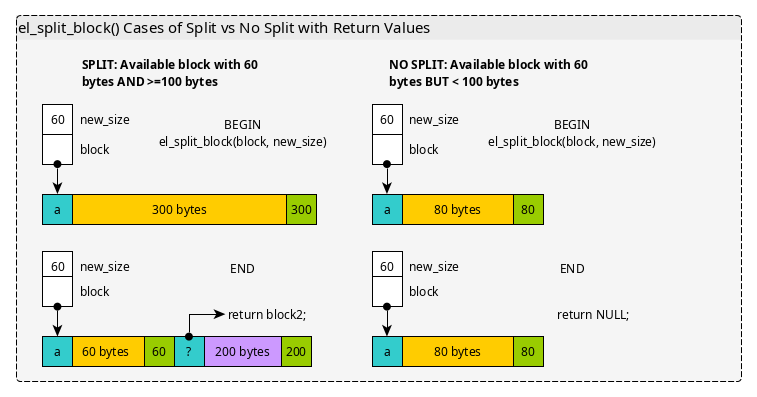 el_split_block() Cases of Split vs No Split with Return Values
SPLIT: Available block with 60
bytes AND >=100 bytes
60
new_size
block
BEGIN
el_split_block(block, new_size)
a
300 bytes
300
60
new_size
block
END
return block2;
a
60 bytes
60
?
200 bytes
200
NO SPLIT: Available block with 60
bytes BUT < 100 bytes
60
new_size
block
BEGIN
el_split_block(block, new_size)
a
80 bytes
80
60
new_size
block
END
return NULL;
a
80 bytes
80